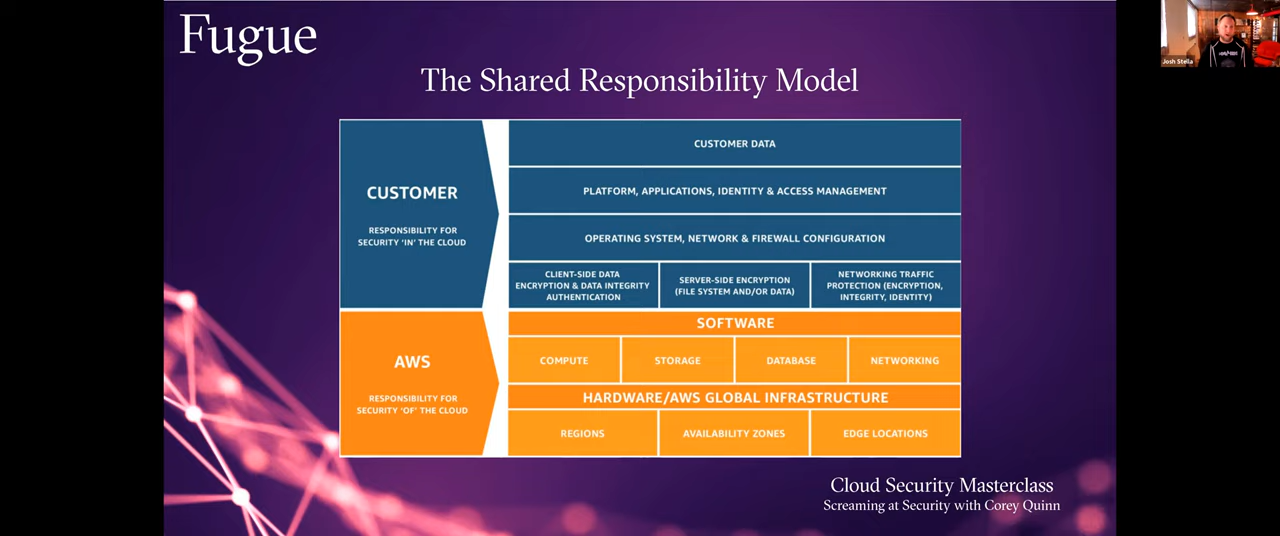 Fugue
Josh Stella
The Shared Responsibility Model
CUSTOMER
RESPONSIBILITY FOR
SECURITY ‘IN’ THE CLOUD
CUSTOMER DATA
PLATFORM, APPLICATIONS, IDENTITY & ACCESS MANAGEMENT
OPERATING SYSTEM, NETWORK & FIREWALL CONFIGURATION
CLIENT-SIDE DATA
ENCRYPTION & DATA INTEGRITY
AUTHENTICATION
SERVER-SIDE ENCRYPTION
(FILE SYSTEM AND/OR DATA)
NETWORKING TRAFFIC
PROTECTION (ENCRYPTION,
INTEGRITY, IDENTITY)
AWS
RESPONSIBILITY FOR
SECURITY ‘OF’ THE CLOUD
SOFTWARE
COMPUTE
STORAGE
DATABASE
NETWORKING
HARDWARE/AWS GLOBAL INFRASTRUCTURE
REGIONS
AVAILABILITY ZONES
EDGE LOCATIONS
Cloud Security Masterclass
Screaming at Security with Corey Quinn